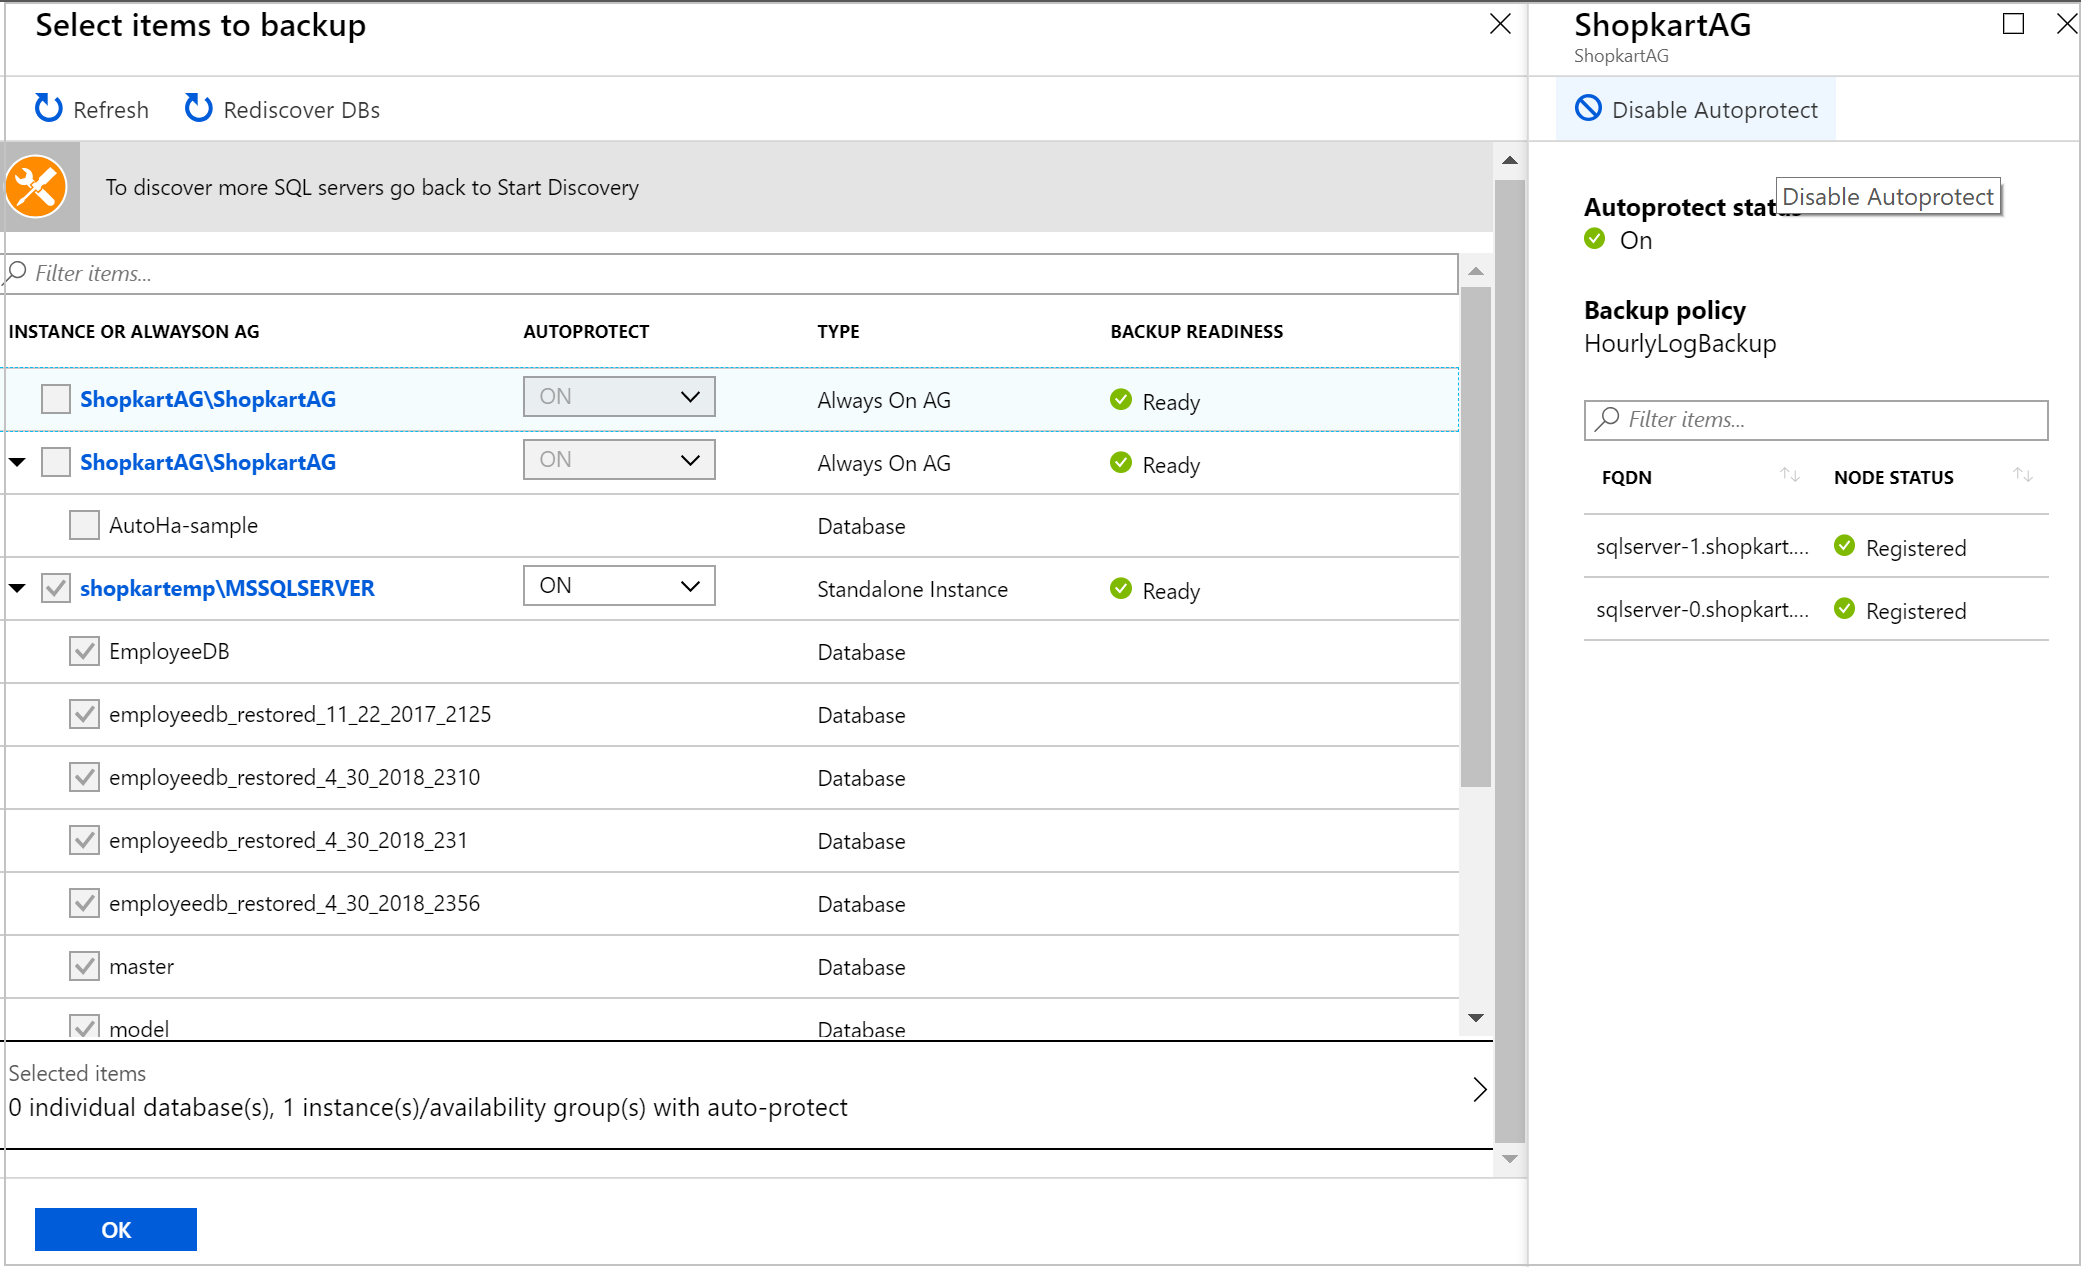 Select items to backup
Refresh Rediscover DBs
To discover more SQL servers go back to Start Discovery
Filter items...
INSTANCE OR ALWAYSON AG AUTOPROTECT TYPE BACKUP READINESS
ShopkartAG\ShopkartAG ON Always On AG Ready
ShopkartAG\ShopkartAG ON Always On AG Ready
AutoHa-sample Database
shopkartemp\MSSQLSERVER ON Standalone Instance Ready
EmployeeDB Database
employeedb_restored_11_22_2017_2125 Database
employeedb_restored_4_30_2018_2310 Database
employeedb_restored_4_30_2018_231 Database
employeedb_restored_4_30_2018_2356 Database
master Database
model Database
Selected items
0 individual database(s), 1 instance(s)/availability group(s) with auto-protect
OK
ShopkartAG
ShopkartAG
Disable Autoprotect
Disable Autoprotect
Autoprotect status
On
Backup policy
HourlyLogBackup
Filter items...
FQDN NODE STATUS
sqlserver-1.shopkart.... Registered
sqlserver-0.shopkart.... Registered